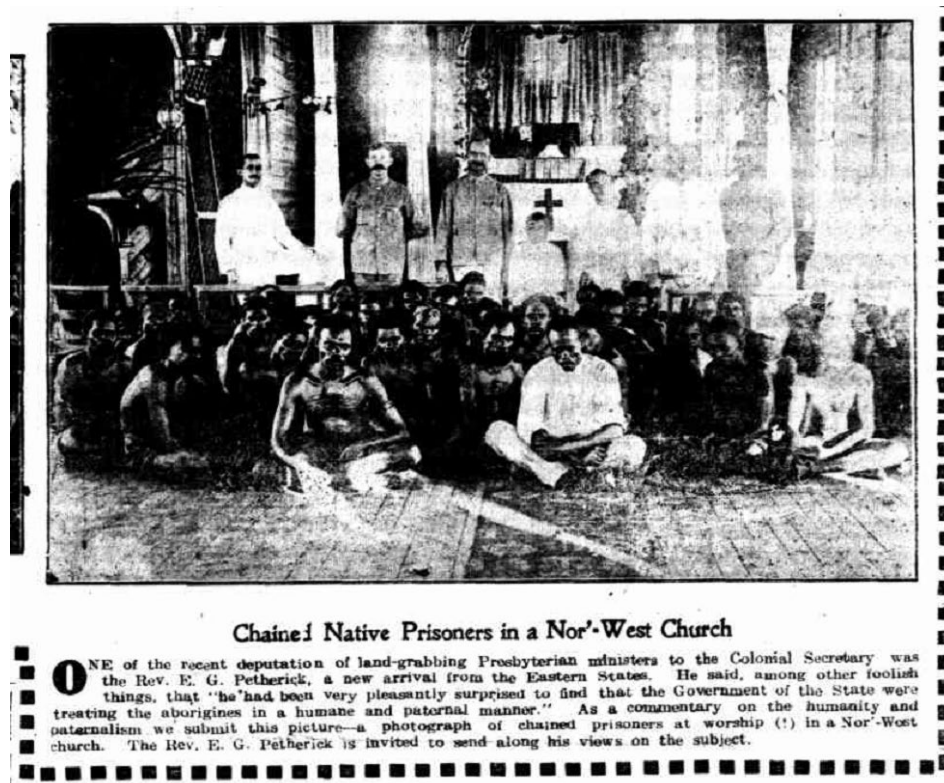 Chained Native Prisoners in a Nor'-West Church
ONE of the recent deputation of land-grabbing Presbyterian ministers to the Colonial Secretary was
the Rev. E. G. Petherick, a new arrival from the Eastern States. He said, among other foolish
things, that "he had been very pleasantly surprised to find that the Government of the State were
treating the aborigines in a humane and paternal manner." As a commentary on the humanity and
paternalism we submit this picture—a photograph of chained prisoners at worship (!) in a Nor'-West
church. The Rev. E. G. Petherick is invited to send along his views on the subject.